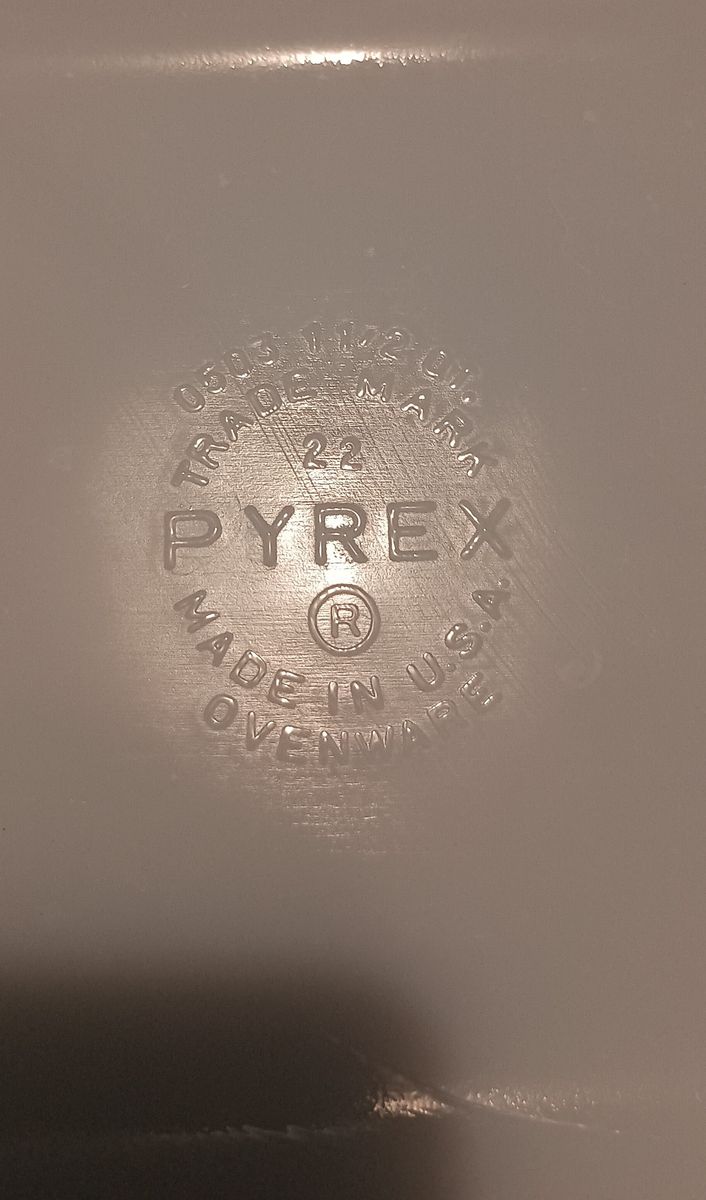 0503 1 1/2 QT.
TRADE MARK
22
PYREX
®
MADE IN U.S.A.
OVENWARE